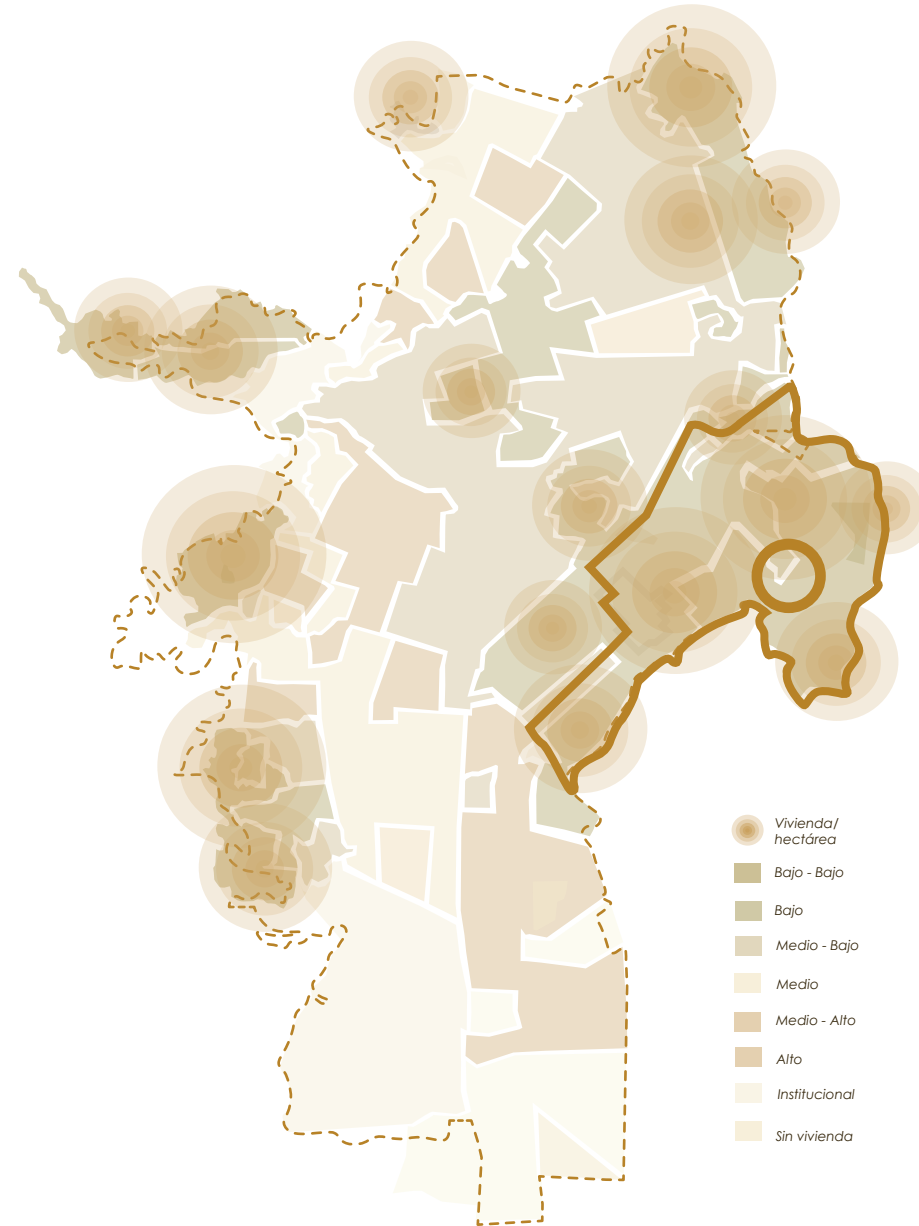 Vivienda/
hectárea
Bajo - Bajo
Bajo
Medio - Bajo
Medio
Medio - Alto
Alto
Institucional
Sin vivienda